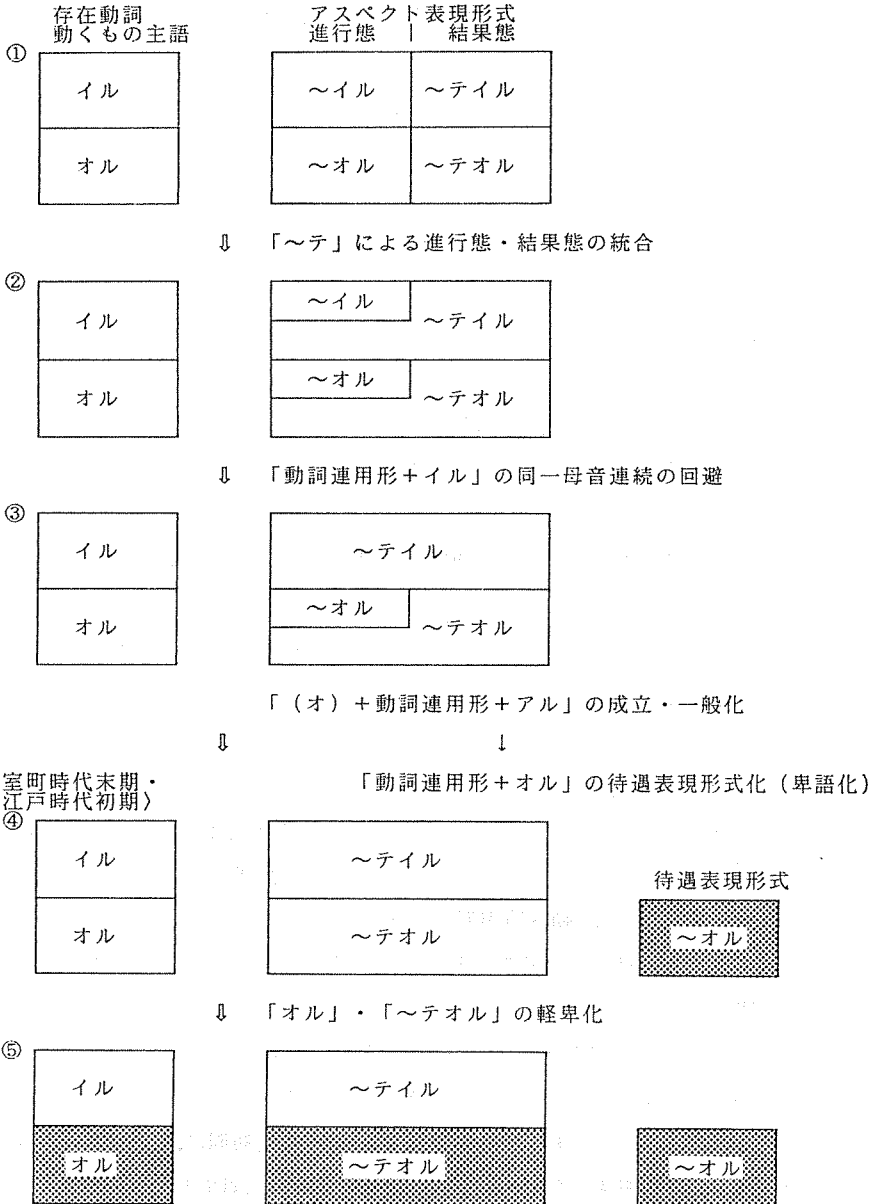 存在動詞
動くもの主語
アスペクト表現形式
進行態 | 結果態
①
イル
～イル
～テイル
オル
～オル
～テオル
⇩ 「～テ」による進行態・結果態の統合
②
イル
～イル
～テイル
オル
～オル
～テオル
⇩ 「動詞連用形＋イル」の同一母音連続の回避
③
イル
～テイル
オル
～オル
～テオル
「（オ）＋動詞連用形＋アル」の成立・一般化
⇩ ↓
室町時代末期・
江戸時代初期〉
「動詞連用形＋オル」の待遇表現形式化（卑語化）
④
イル
～テイル
オル
～テオル
待遇表現形式
～オル
⇩ 「オル」・「～テオル」の軽卑化
⑤
イル
～テイル
オル
～テオル
～オル